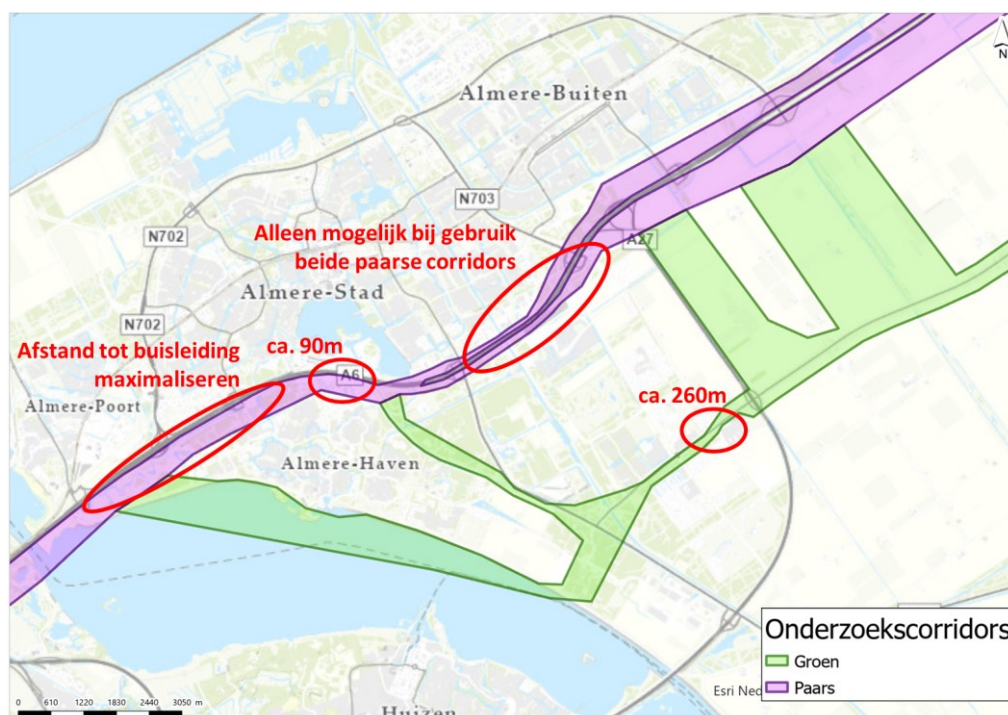 N
Almere-Buiten
N703
N702
Alleen mogelijk bij gebruik
beide paarse corridors
A27
Almere-Stad
N702
Afstand tot buisleiding
maximaliseren
ca. 90m
A6
Almere-Poort
ca. 260m
Almere-Haven
Onderzoekscorridors
Groen
Paars
Esri Ned
0 610 1220 1830 2440 3050 m
Huizen